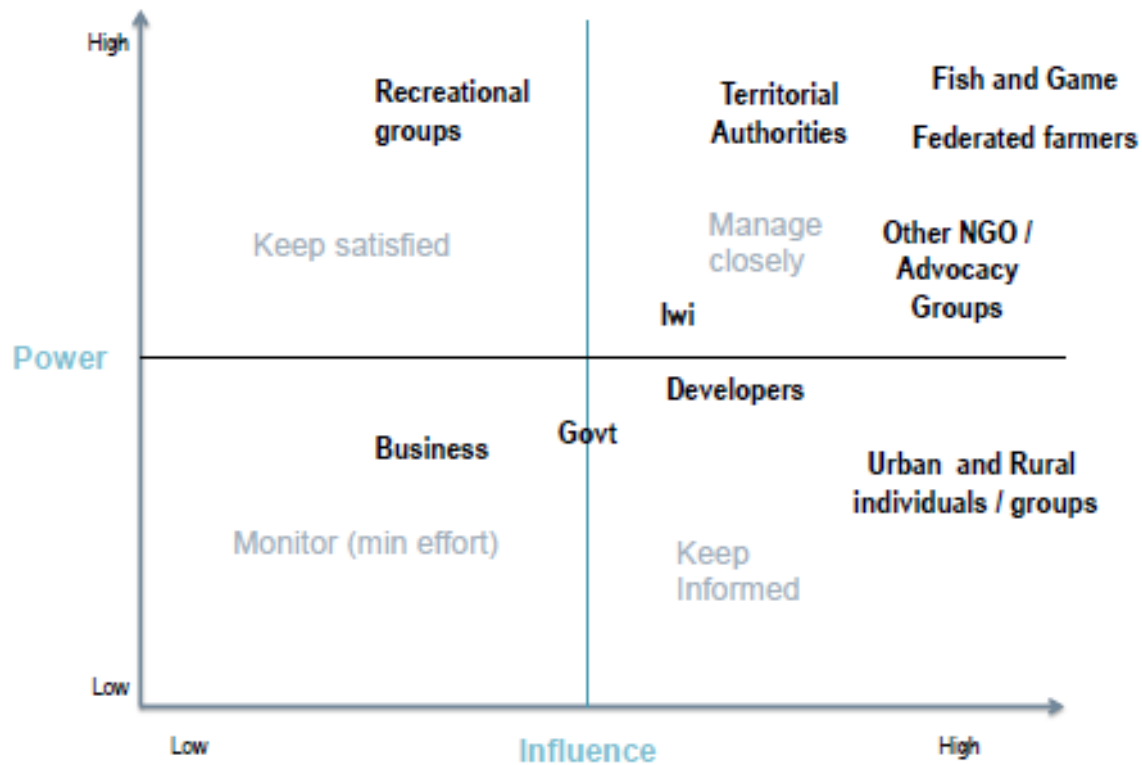 High
Recreational
groups
Territorial
Authorities
Fish and Game
Federated farmers
Keep satisfied
Manage
closely
Other NGO /
Advocacy
Groups
Iwi
Power
Developers
Govt
Business
Urban and Rural
individuals / groups
Monitor (min effort)
Keep
Informed
Low
Low
Influence
High